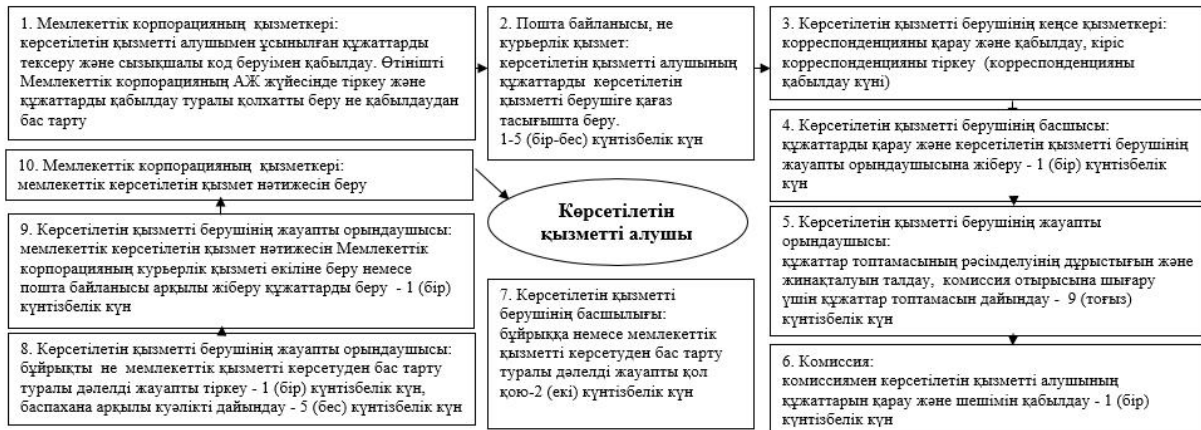 1. Мемлекеттік корпорацияның қызметкері:
көрсетілетін қызметті алушымен ұсынылған құжаттарды
тексеру және сызықшалы код беруімен қабылдау. Өтінішті
Мемлекеттік корпорацияның АЖ жүйесінде тіркеу және
құжаттарды қабылдау туралы қолхатты беру не қабылдаудан
бас тарту
2. Пошта байланысы, не
курьерлік қызмет:
көрсетілетін қызметті алушының
құжаттарды көрсетілетін
қызметті берушіге қағаз
тасығышта беру.
1-5 (бір-бес) күнтізбелік күн
3. Көрсетілетін қызметті берушінің кеңсе қызметкері:
корреспонденцияны қарау және қабылдау, кіріс
корреспонденцияны тіркеу (корреспонденцияны
қабылдау күні)
4. Көрсетілетін қызметті берушінің басшысы:
құжаттарды қарау және көрсетілетін қызметті берушінің
жауапты орындаушысына жіберу - 1 (бір) күнтізбелік
күн
5. Көрсетілетін қызметті берушінің жауапты
орындаушысы:
құжаттар топтамасының рәсімделуінің дұрыстығын және
жинақталуын талдау, комиссия отырысына шығару
үшін құжаттар топтамасын дайындау - 9 (тоғыз)
күнтізбелік күн
6. Комиссия:
комиссиямен көрсетілетін қызметті алушының
құжаттарын қарау және шешімін қабылдау - 1 (бір)
күнтізбелік күн
7. Көрсетілетін қызметті
берушінің басшылығы:
бұйрыққа немесе мемлекеттік
қызметті көрсетуден бас тарту
туралы дәлелді жауапты қол
қою-2 (екі) күнтізбелік күн
8. Көрсетілетін қызметті берушінің жауапты орындаушысы:
бұйрықты не мемлекеттік қызметті көрсетуден бас тарту
туралы дәлелді жауапты тіркеу - 1 (бір) күнтізбелік күн,
баспахана арқылы куәлікті дайындау - 5 (бес) күнтізбелік күн
9. Көрсетілетін қызметті берушінің жауапты орындаушысы:
мемлекеттік көрсетілетін қызмет нәтижесін Мемлекеттік
корпорацияның курьерлік қызметі өкіліне беру немесе
пошта байланысы арқылы жіберу құжаттарды беру - 1 (бір)
күнтізбелік күн
10. Мемлекеттік корпорацияның қызметкері:
мемлекеттік көрсетілетін қызмет нәтижесін беру
Көрсетілетін
қызметті алушы